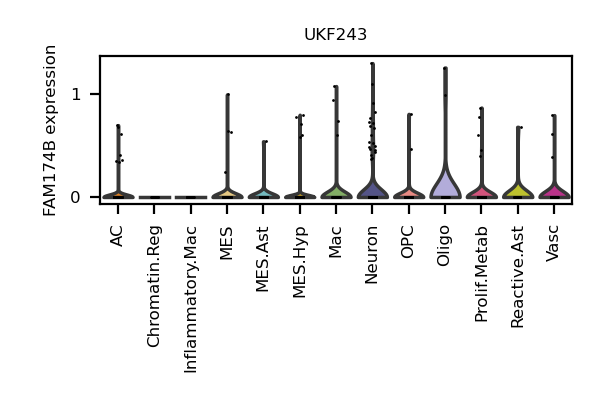 UKF243
FAM174B expression
1
0
AC
Chromatin.Reg
Inflammatory.Mac
MES
MES.Ast
MES.Hyp
Mac
Neuron
OPC
Oligo
Prolif.Metab
Reactive.Ast
Vasc